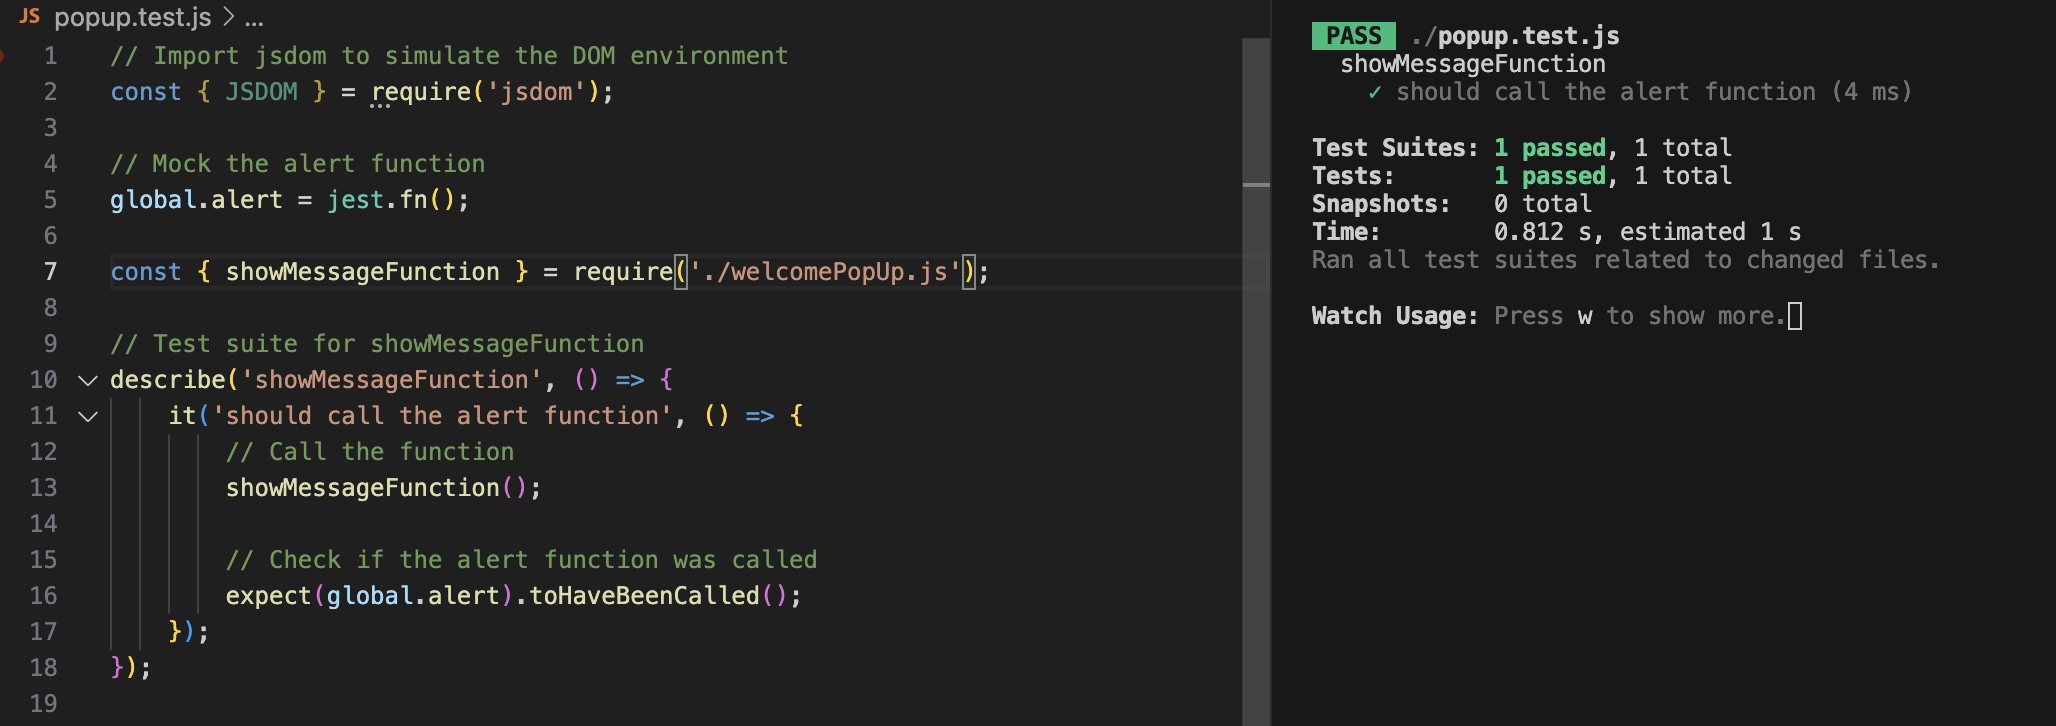 JS popup.test.js > ...
1 // Import jsdom to simulate the DOM environment
2 const { JSDOM } = require('jsdom');
3
4 // Mock the alert function
5 global.alert = jest.fn();
6
7 const { showMessageFunction } = require('./welcomePopUp.js');
8
9 // Test suite for showMessageFunction
10 describe('showMessageFunction', () => {
11 it('should call the alert function', () => {
12 // Call the function
13 showMessageFunction();
14
15 // Check if the alert function was called
16 expect(global.alert).toHaveBeenCalled();
17 });
18 });
19
PASS ./popup.test.js
showMessageFunction
✓ should call the alert function (4 ms)
Test Suites: 1 passed, 1 total
Tests: 1 passed, 1 total
Snapshots: 0 total
Time: 0.812 s, estimated 1 s
Ran all test suites related to changed files.
Watch Usage: Press w to show more.